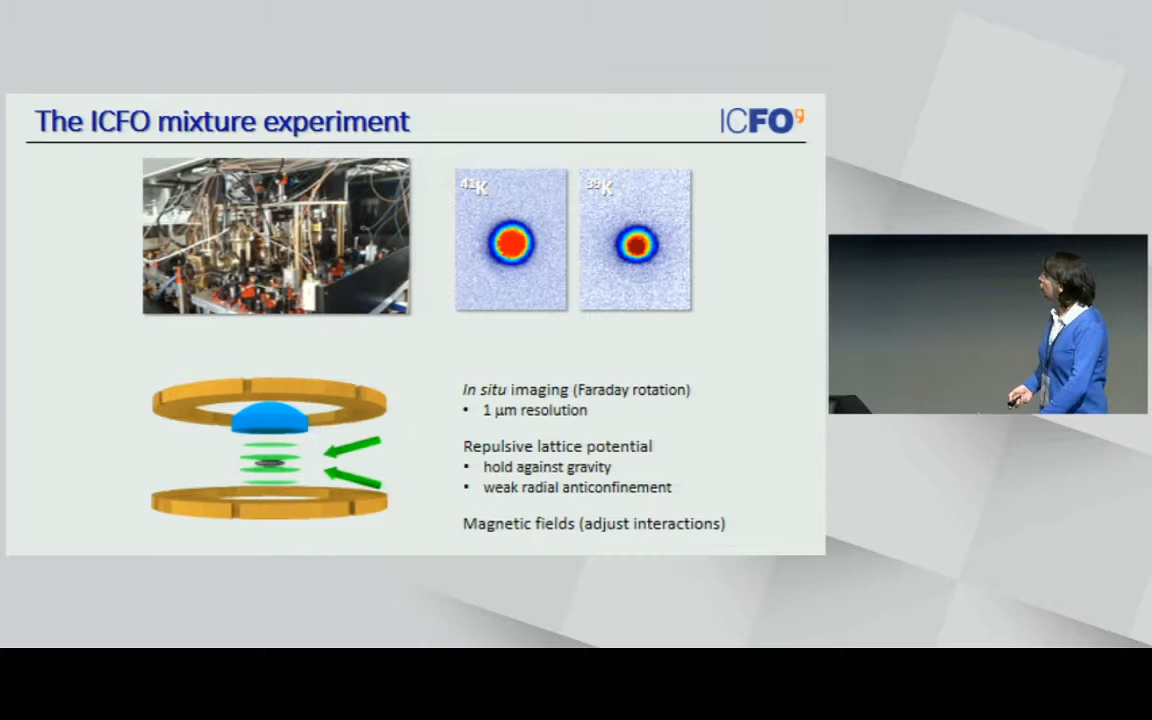 The ICFO mixture experiment
ICFO
41K
39K
In situ imaging (Faraday rotation)
• 1 μm resolution
Repulsive lattice potential
• hold against gravity
• weak radial anticonfinement
Magnetic fields (adjust interactions)